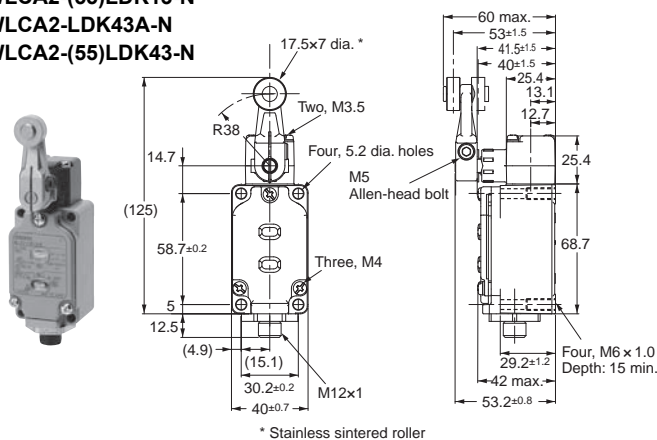 WLCA2-LDK43A-N
WLCA2-(55)LDK43-N
17.5×7 dia. *
Two, M3.5
R38
14.7
Four, 5.2 dia. holes
(125)
58.7±0.2
Three, M4
5
12.5
(4.9)
(15.1)
30.2±0.2
M12×1
40±0.7
60 max.
53±1.5
41.5±1.5
40±1.5
25.4
13.1
12.7
25.4
M5
Allen-head bolt
68.7
29.2±1.2
Four, M6 × 1.0
Depth: 15 min.
42 max.
53.2±0.8
* Stainless sintered roller